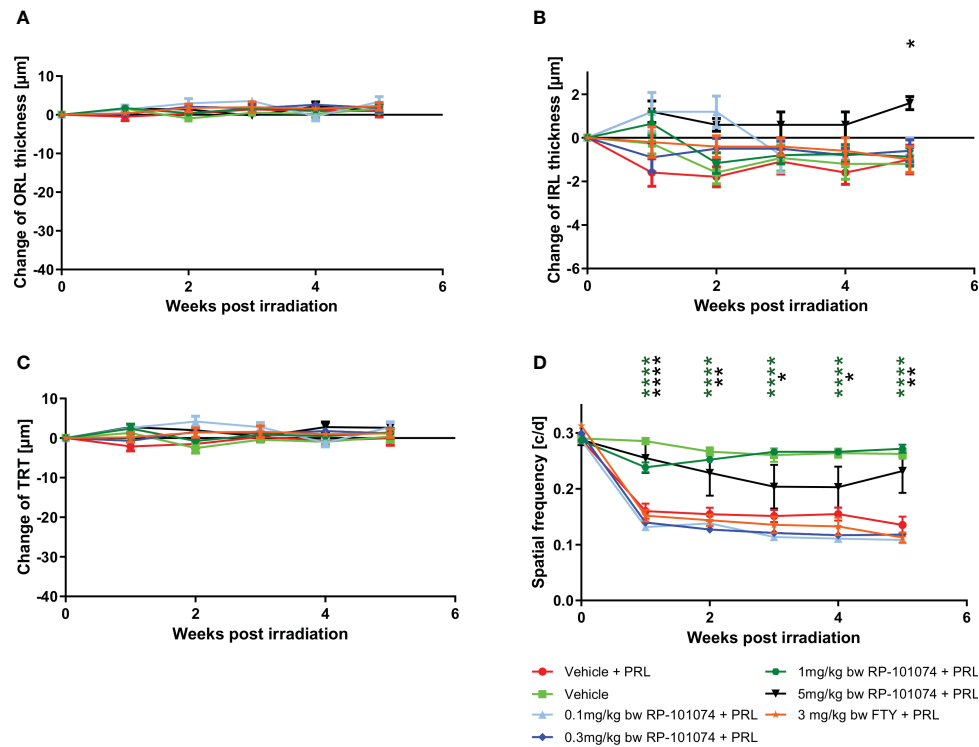 A
Change of ORL thickness [µm]
10
0
-10
-20
-30
-40
0
2
4
6
Weeks post irradiation
B
Change of IRL thickness [µm]
*
2
0
-2
-4
-6
0
2
4
6
Weeks post irradiation
C
Change of TRT [µm]
10
0
-10
-20
-30
-40
0
2
4
6
Weeks post irradiation
D
Spatial frequency [c/d]
****
****
****
**
****
*
****
*
****
**
0.3
0.2
0.1
0.0
0
2
4
6
Weeks post irradiation
Vehicle + PRL
Vehicle
0.1mg/kg bw RP-101074 + PRL
0.3mg/kg bw RP-101074 + PRL
1mg/kg bw RP-101074 + PRL
5mg/kg bw RP-101074 + PRL
3 mg/kg bw FTY + PRL